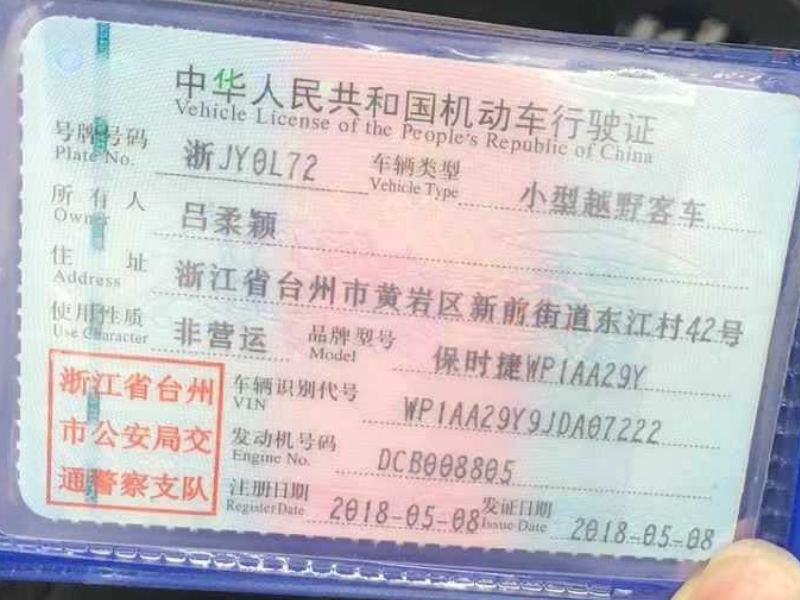 中华人民共和国机动车行驶证
Vehicle License of the People's Republic of China
号牌号码 浙JY0L72 车辆类型 小型越野客车
Plate No. Vehicle Type
所有人 吕柔颖
Owner
住址 浙江省台州市黄岩区新前街道东江村42号
Address
使用性质 非营运 品牌型号 保时捷WP1AA29Y
Use Character Model
浙江省台州
市公安局交
通警察支队
车辆识别代号 WP1AA29Y9JDA07222
VIN
发动机号码 DCB008805
Engine No.
注册日期 2018-05-08 发证日期 2018-05-08
Register Date Issue Date